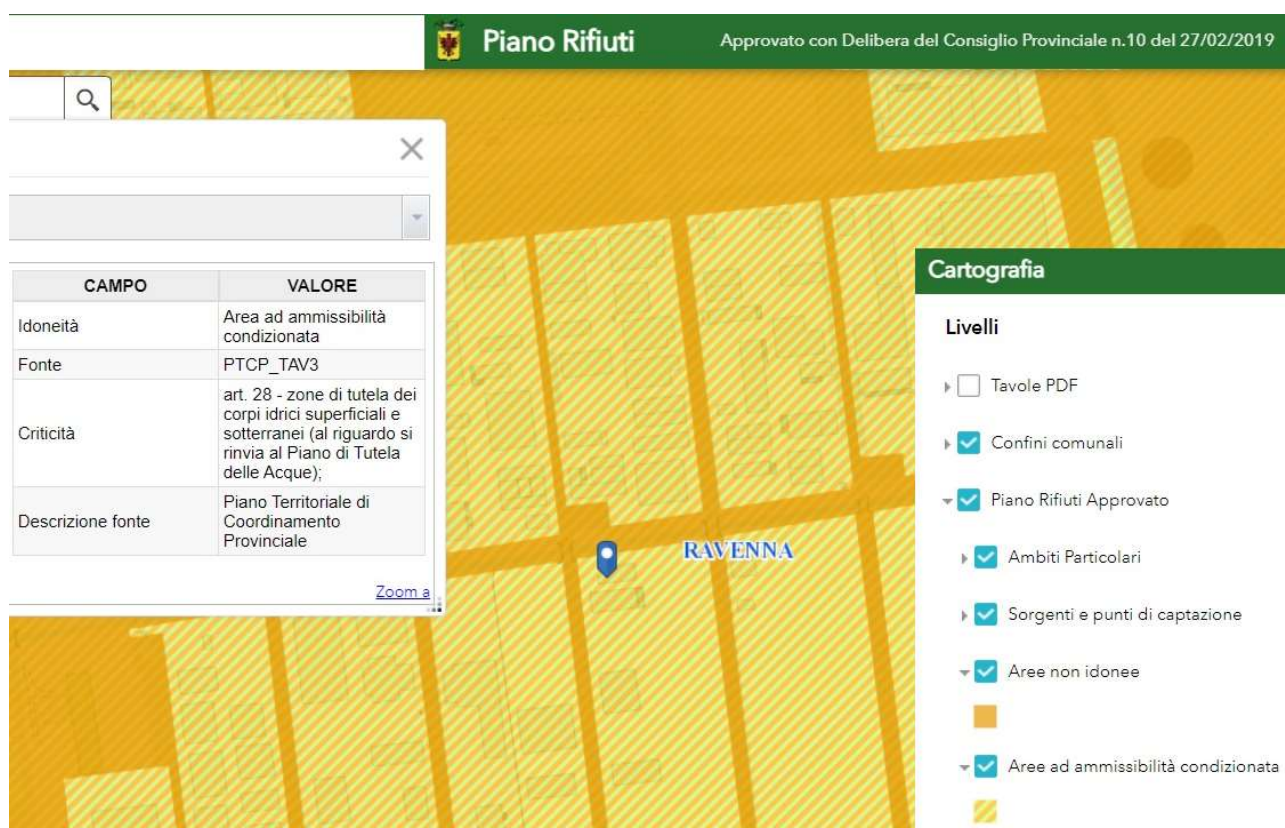 Piano Rifiuti
Approvato con Delibera del Consiglio Provinciale n.10 del 27/02/2019
CAMPO VALORE
Idoneità Area ad ammissibilità
condizionata
Fonte PTCP_TAV3
Criticità art. 28 - zone di tutela dei
corpi idrici superficiali e
sotterranei (al riguardo si
rinvia al Piano di Tutela
delle Acque);
Descrizione fonte Piano Territoriale di
Coordinamento
Provinciale
Zoom a
RAVENNA
Cartografia
Livelli
Tavole PDF
Confini comunali
Piano Rifiuti Approvato
Ambiti Particolari
Sorgenti e punti di captazione
Aree non idonee
Aree ad ammissibilità condizionata